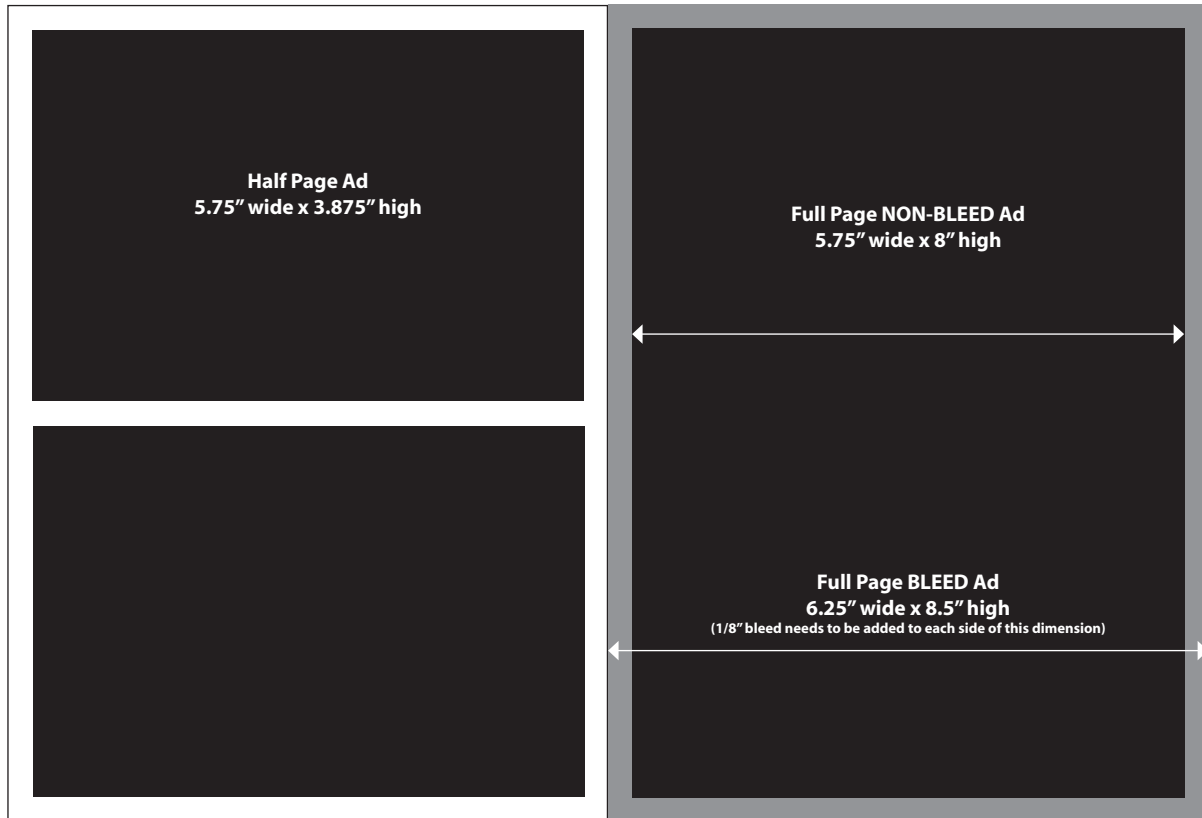 Half Page Ad
5.75” wide x 3.875” high
Full Page NON-BLEED Ad
5.75” wide x 8” high
Full Page BLEED Ad
6.25” wide x 8.5” high
(1/8” bleed needs to be added to each side of this dimension)